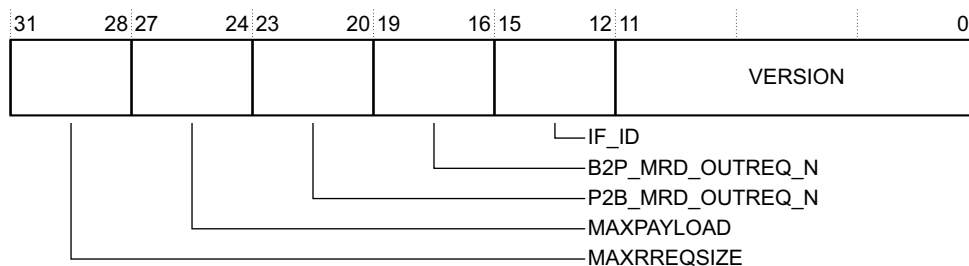 31 28 27 24 23 20 19 16 15 12 11 0
VERSION
IF_ID
B2P_MRD_OUTREQ_N
P2B_MRD_OUTREQ_N
MAXPAYLOAD
MAXRREQSIZE